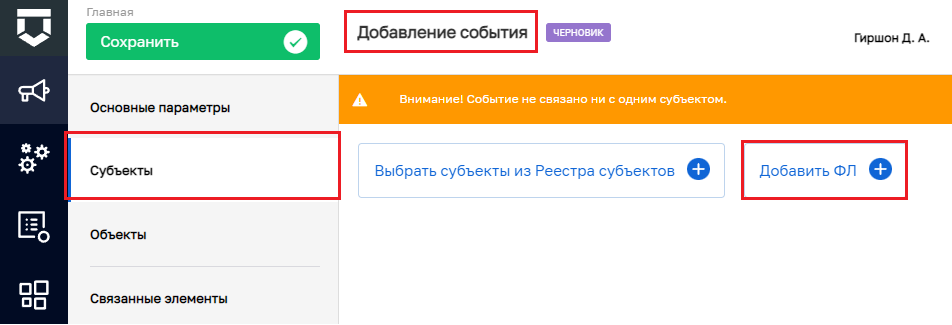 Главная
Сохранить
Добавление события
ЧЕРНОВИК
Гиршон Д. А.
Основные параметры
Внимание! Событие не связано ни с одним субъектом.
Субъекты
Выбрать субъекты из Реестра субъектов
Добавить ФЛ
Объекты
Связанные элементы